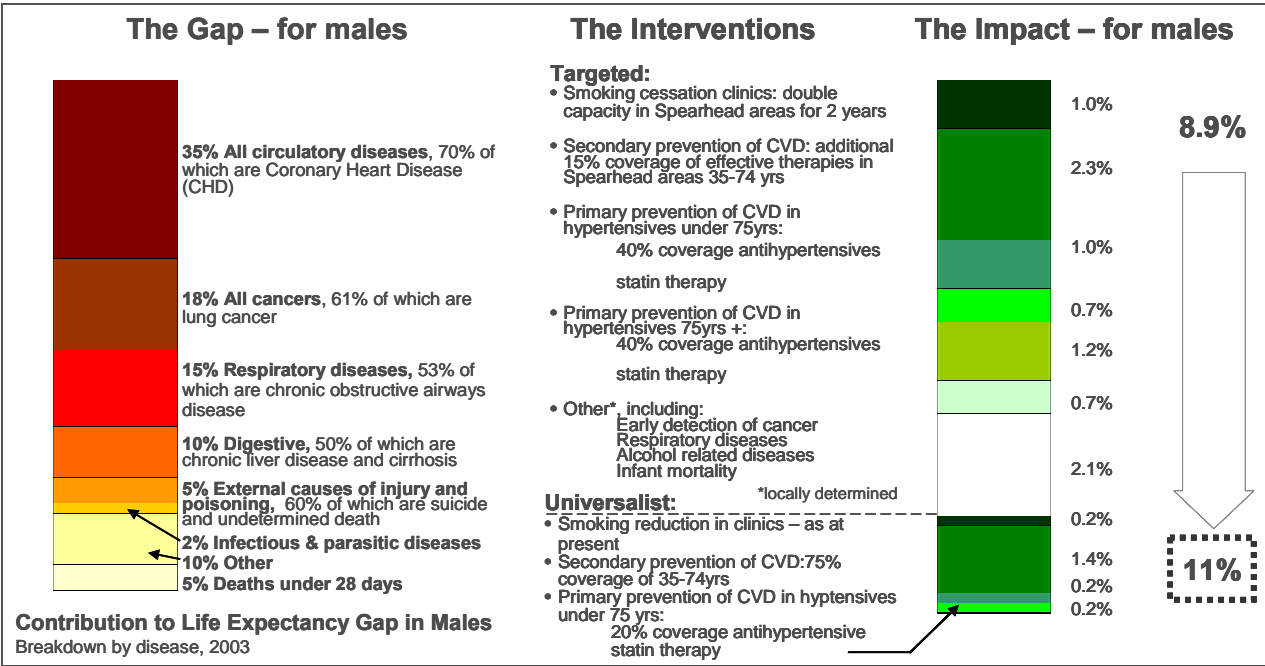 The Gap – for males
35% All circulatory diseases, 70% of
which are Coronary Heart Disease
(CHD)
18% All cancers, 61% of which are
lung cancer
15% Respiratory diseases, 53% of
which are chronic obstructive airways
disease
10% Digestive, 50% of which are
chronic liver disease and cirrhosis
5% External causes of injury and
poisoning, 60% of which are suicide
and undetermined death
2% Infectious & parasitic diseases
10% Other
5% Deaths under 28 days
Contribution to Life Expectancy Gap in Males
Breakdown by disease, 2003
The Interventions
Targeted:
• Smoking cessation clinics: double
capacity in Spearhead areas for 2 years
• Secondary prevention of CVD: additional
15% coverage of effective therapies in
Spearhead areas 35-74 yrs
• Primary prevention of CVD in
hypertensives under 75yrs:
40% coverage antihypertensives
statin therapy
• Primary prevention of CVD in
hypertensives 75yrs +:
40% coverage antihypertensives
statin therapy
• Other*, including:
Early detection of cancer
Respiratory diseases
Alcohol related diseases
Infant mortality
*locally determined
Universalist:
• Smoking reduction in clinics – as at
present
• Secondary prevention of CVD:75%
coverage of 35-74yrs
• Primary prevention of CVD in hyptensives
under 75 yrs:
20% coverage antihypertensive
statin therapy
The Impact – for males
1.0%
2.3%
1.0%
0.7%
1.2%
0.7%
2.1%
0.2%
1.4%
0.2%
0.2%
8.9%
11%